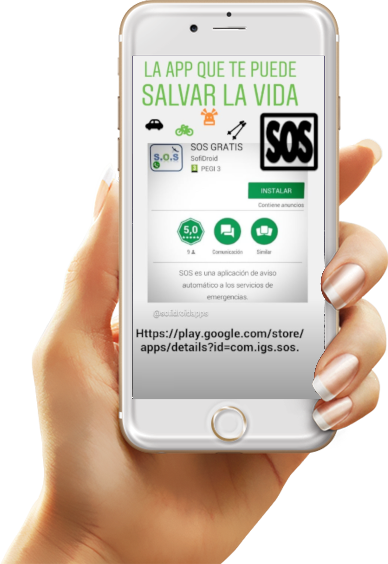 LA APP QUE TE PUEDE
SALVAR LA VIDA
SOS
s.o.s
SOS GRATIS
SofiDroid
PEGI 3
INSTALAR
Contiene anuncios
5,0
Comunicación
Similar
SOS es una aplicación de aviso
automático a los servicios de
emergencias.
Https://play.google.com/store/
apps/details?id=com.igs.sos.